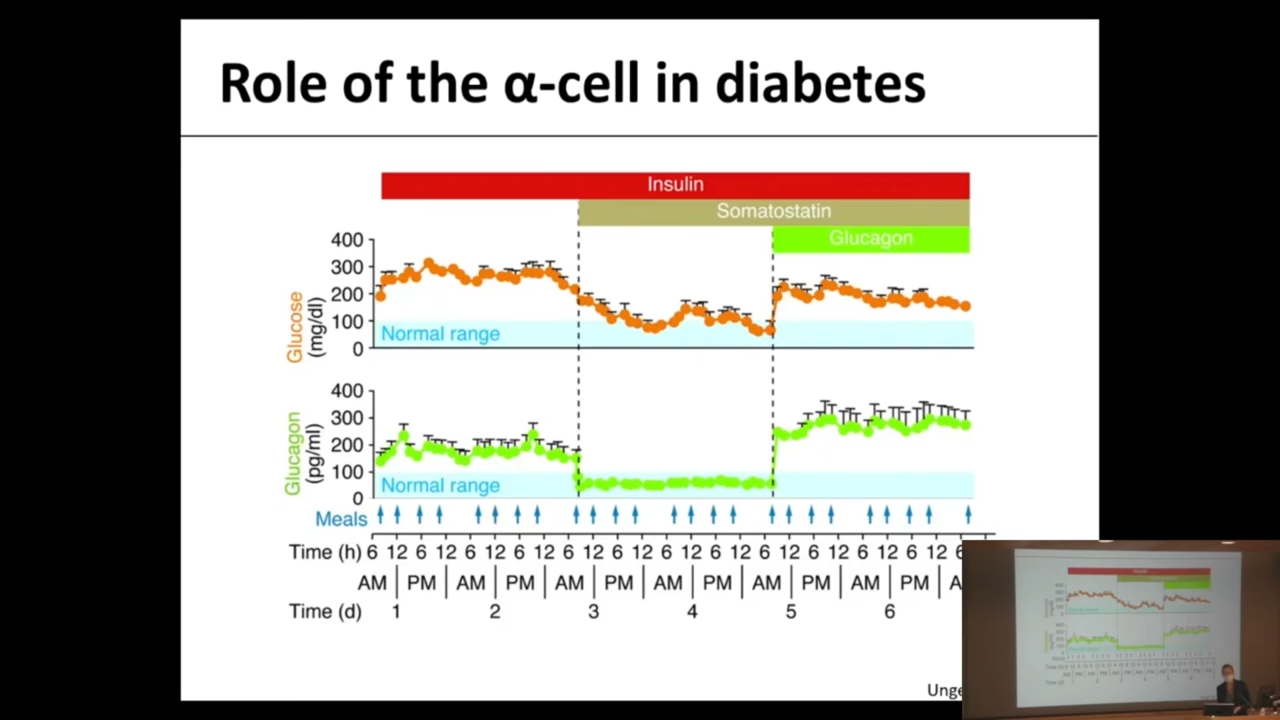 Role of the α-cell in diabetes
Insulin
Somatostatin
Glucagon
400
300
200
100
0
Glucose
(mg/dl)
Normal range
400
300
200
100
0
Glucagon
(pg/ml)
Normal range
Meals
Time (h) 6 12 6 12 6 12 6 12 6 12 6 12 6 12 6 12 6 12 6 12 6 12 6 12 6
AM PM AM PM AM PM AM PM AM PM AM PM A
Time (d) 1 2 3 4 5 6